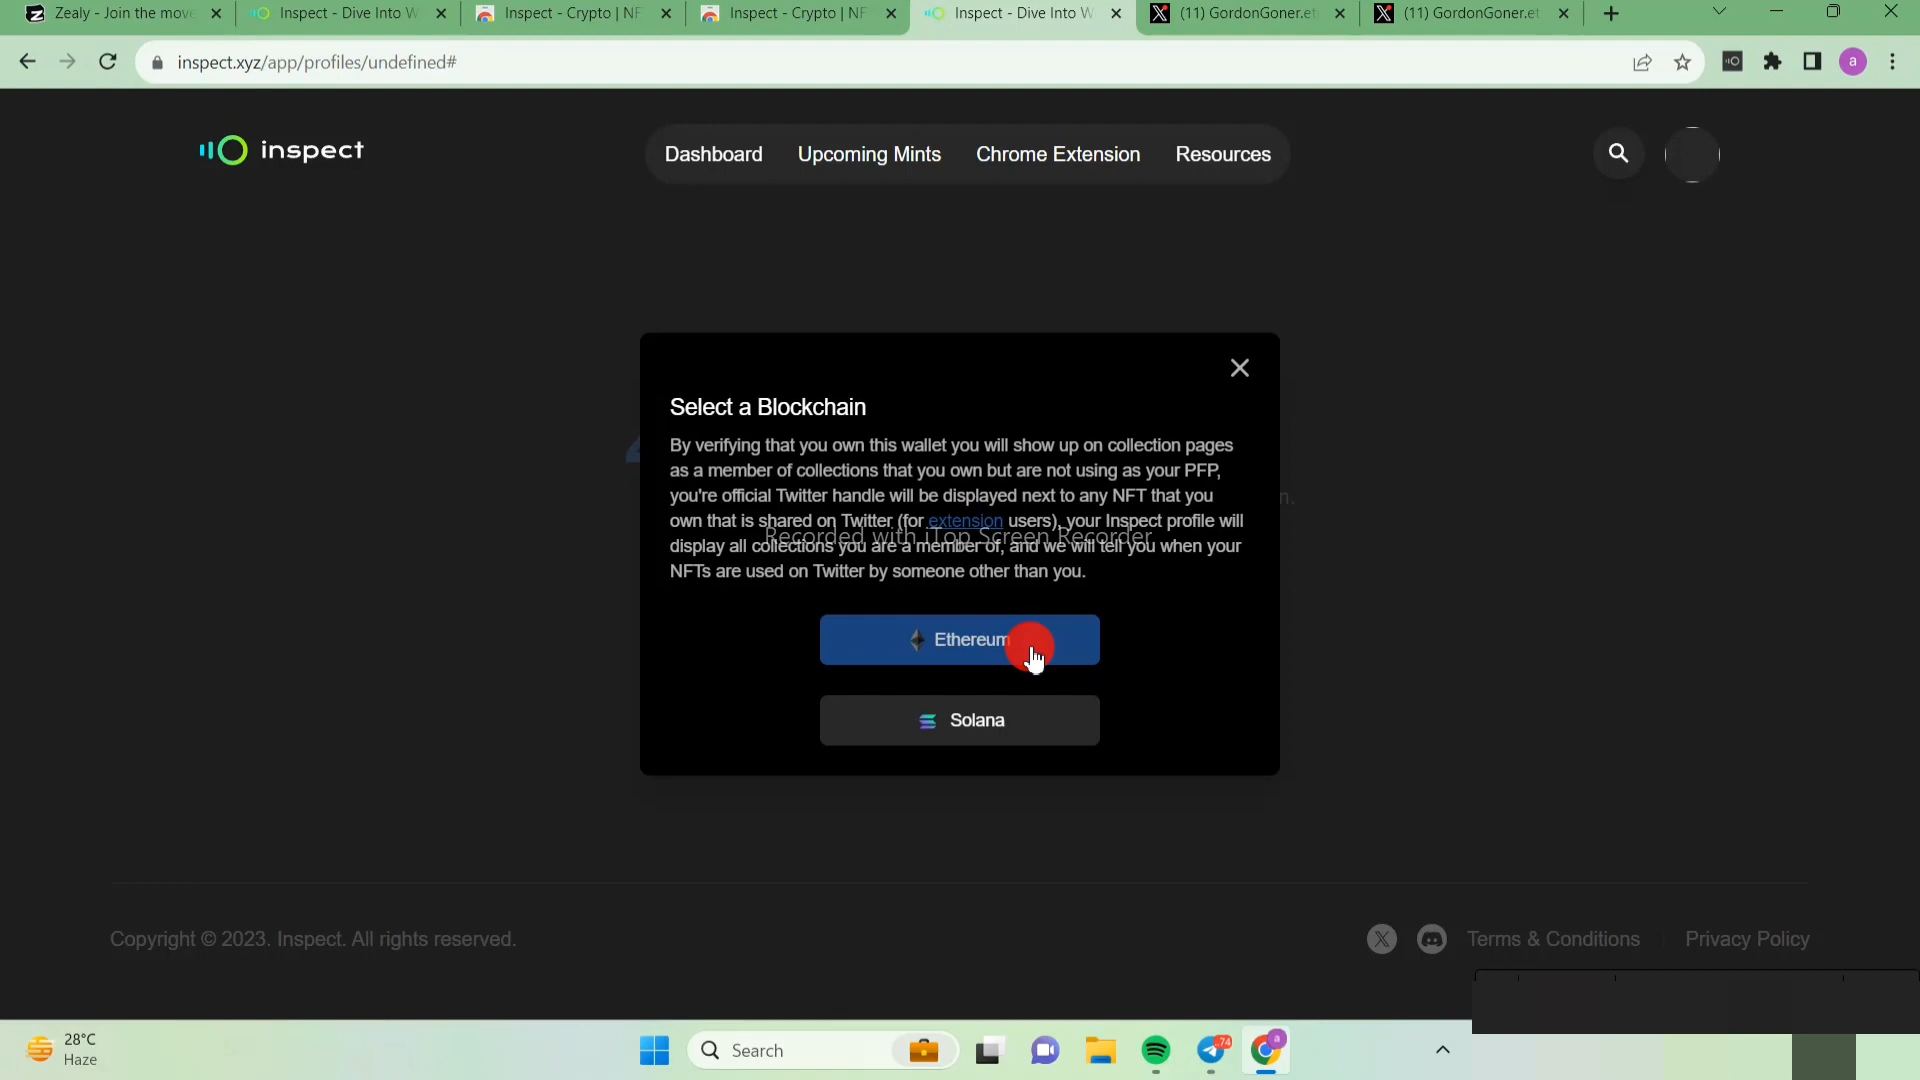 Zealy - Join the move
Inspect - Dive Into W
Inspect - Crypto | NF
Inspect - Crypto | NF
Inspect - Dive Into W
(11) GordonGoner.et
(11) GordonGoner.et
inspect.xyz/app/profiles/undefined#
a
inspect
Dashboard
Upcoming Mints
Chrome Extension
Resources
Select a Blockchain
By verifying that you own this wallet you will show up on collection pages
as a member of collections that you own but are not using as your PFP,
you're official Twitter handle will be displayed next to any NFT that you
own that is shared on Twitter (for extension users), your Inspect profile will
Recorded with iTop Screen Recorder
display all collections you are a member of, and we will tell you when your
NFTs are used on Twitter by someone other than you.
n.
Ethereum
Solana
Copyright © 2023. Inspect. All rights reserved.
Terms & Conditions
Privacy Policy
28°C
Haze
Search
74
a